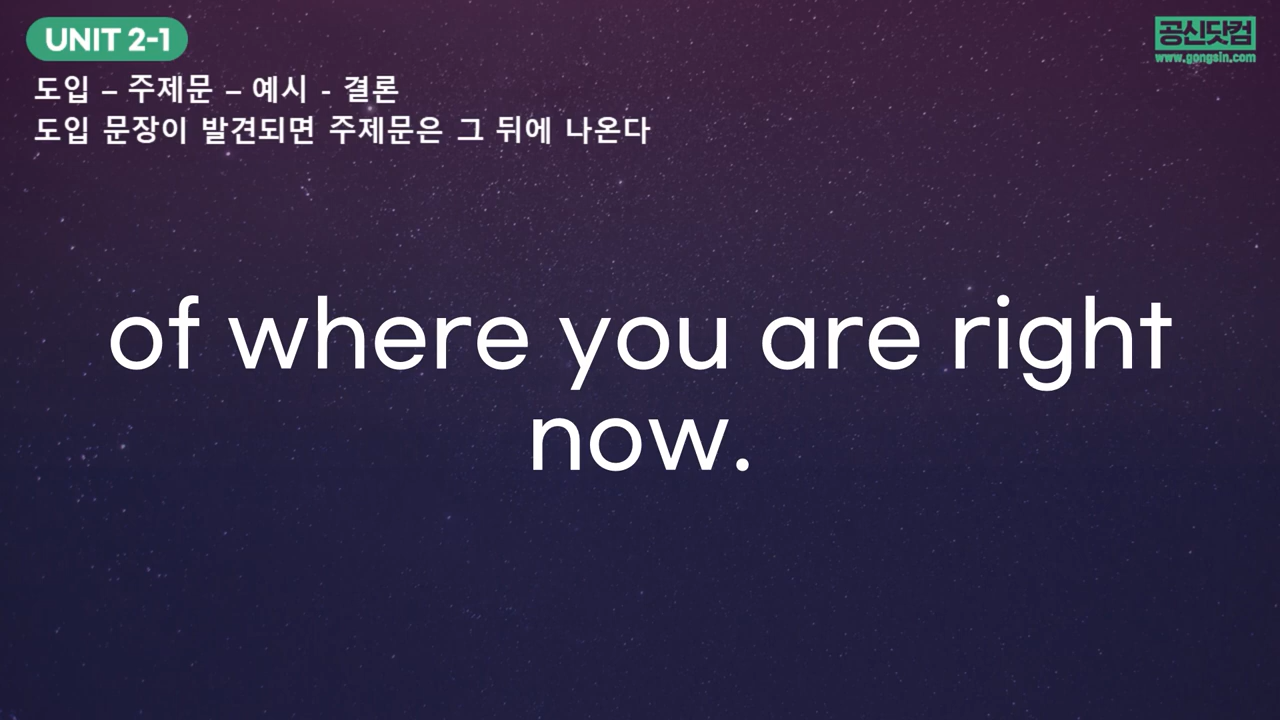 UNIT 2-1
공신닷컴
www.gongsin.com
도입 – 주제문 – 예시 - 결론
도입 문장이 발견되면 주제문은 그 뒤에 나온다
of where you are right
now.